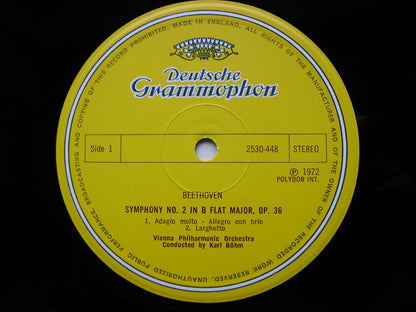 ALL RIGHTS OF THE MANUFACTURER AND OF THE OWNER OF THE RECORDED WORK RESERVED. UNAUTHORISED PUBLIC PERFORMANCE, BROADCASTING AND COPYING OF THIS RECORD PROHIBITED. MADE IN ENGLAND.
Deutsche
Grammophon
Side 1
2530-448
STEREO
Ⓟ 1972
POLYDOR INT.
BEETHOVEN
SYMPHONY NO. 2 IN B FLAT MAJOR, OP. 36
1. Adagio motto - Allegro con brio
2. Larghetto
Vienna Philharmonic Orchestra
Conducted by Karl Böhm